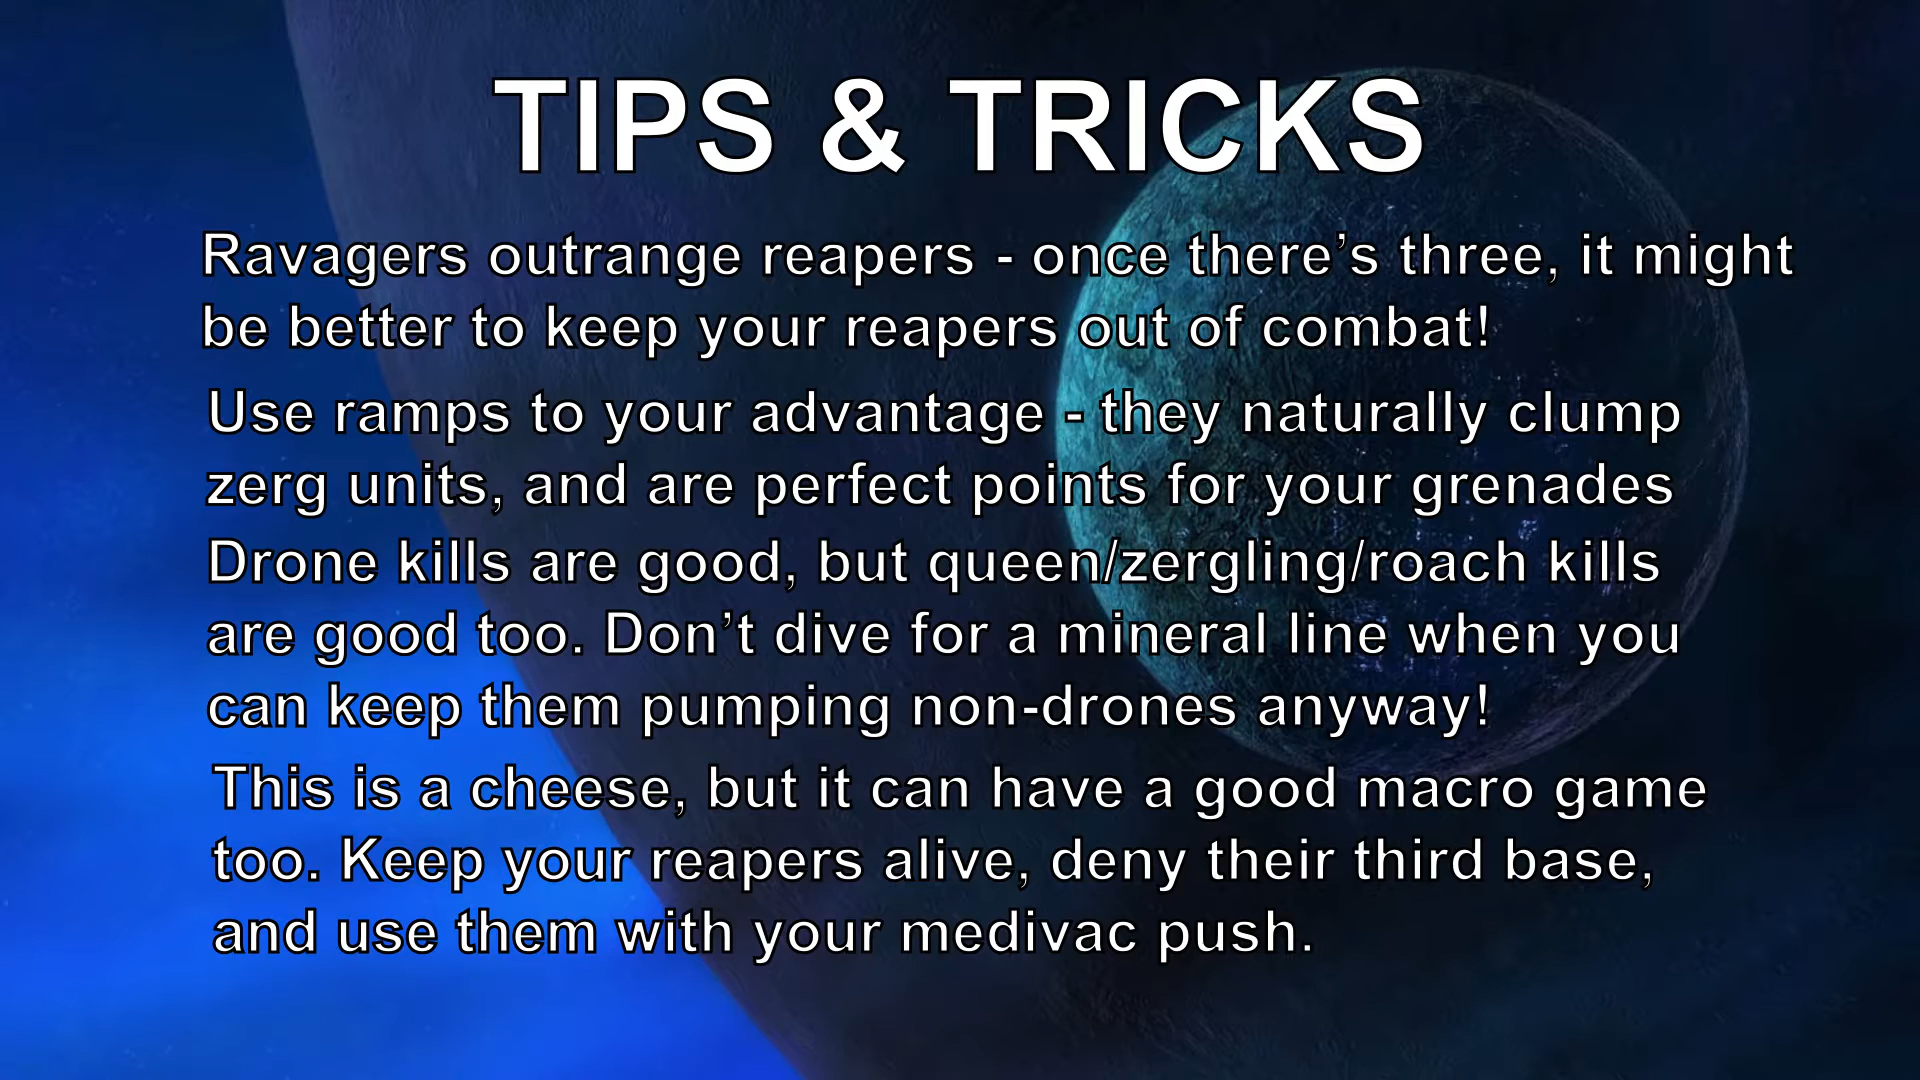 TIPS & TRICKS
Ravagers outrange reapers - once there’s three, it might
be better to keep your reapers out of combat!
Use ramps to your advantage - they naturally clump
zerg units, and are perfect points for your grenades
Drone kills are good, but queen/zergling/roach kills
are good too. Don’t dive for a mineral line when you
can keep them pumping non-drones anyway!
This is a cheese, but it can have a good macro game
too. Keep your reapers alive, deny their third base,
and use them with your medivac push.